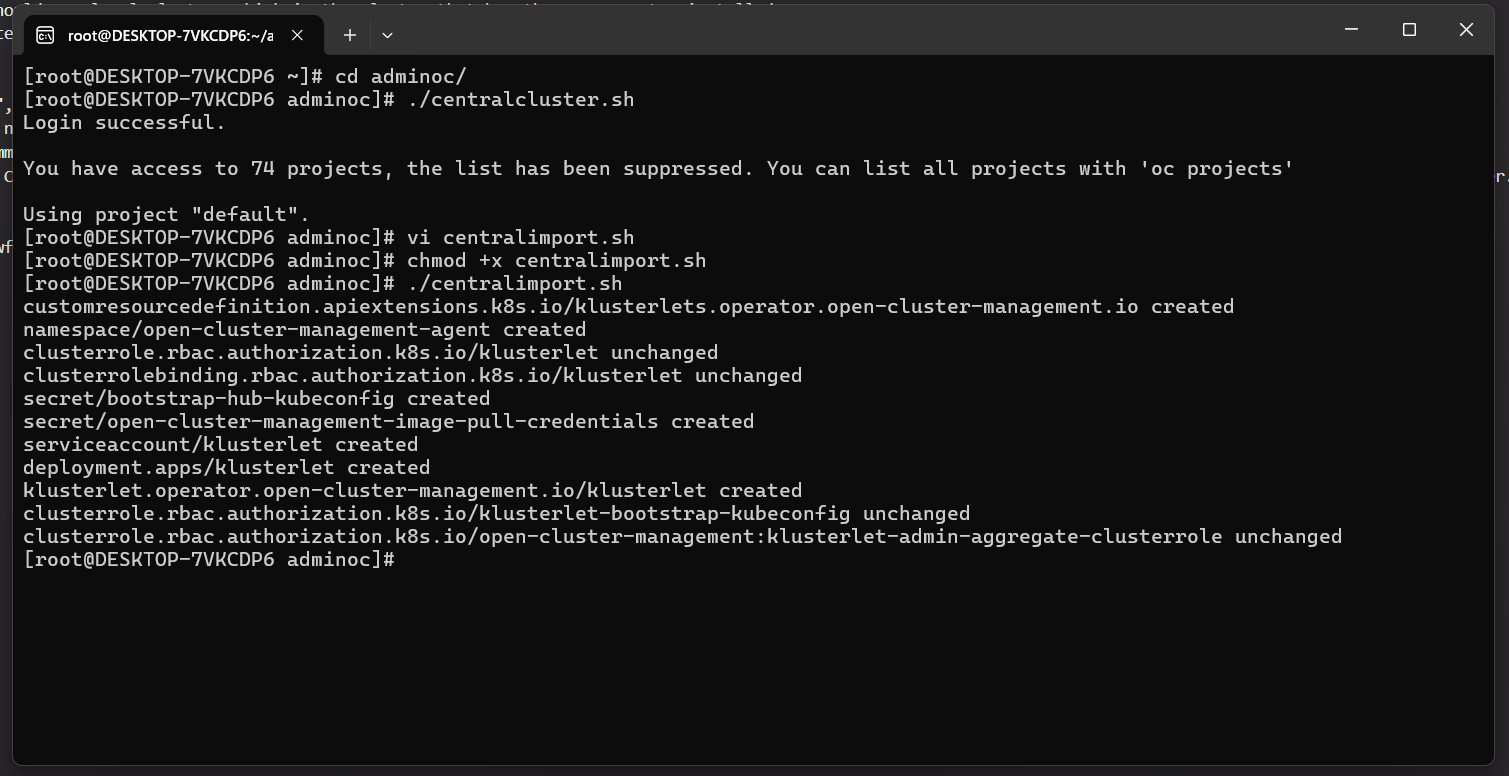 root@DESKTOP-7VKCDP6:~/a
[root@DESKTOP-7VKCDP6 ~]# cd adminoc/
[root@DESKTOP-7VKCDP6 adminoc]# ./centralcluster.sh
Login successful.
You have access to 74 projects, the list has been suppressed. You can list all projects with 'oc projects'
Using project "default".
[root@DESKTOP-7VKCDP6 adminoc]# vi centralimport.sh
[root@DESKTOP-7VKCDP6 adminoc]# chmod +x centralimport.sh
[root@DESKTOP-7VKCDP6 adminoc]# ./centralimport.sh
customresourcedefinition.apiextensions.k8s.io/klusterlets.operator.open-cluster-management.io created
namespace/open-cluster-management-agent created
clusterrole.rbac.authorization.k8s.io/klusterlet unchanged
clusterrolebinding.rbac.authorization.k8s.io/klusterlet unchanged
secret/bootstrap-hub-kubeconfig created
secret/open-cluster-management-image-pull-credentials created
serviceaccount/klusterlet created
deployment.apps/klusterlet created
klusterlet.operator.open-cluster-management.io/klusterlet created
clusterrole.rbac.authorization.k8s.io/klusterlet-bootstrap-kubeconfig unchanged
clusterrole.rbac.authorization.k8s.io/open-cluster-management:klusterlet-admin-aggregate-clusterrole unchanged
[root@DESKTOP-7VKCDP6 adminoc]#